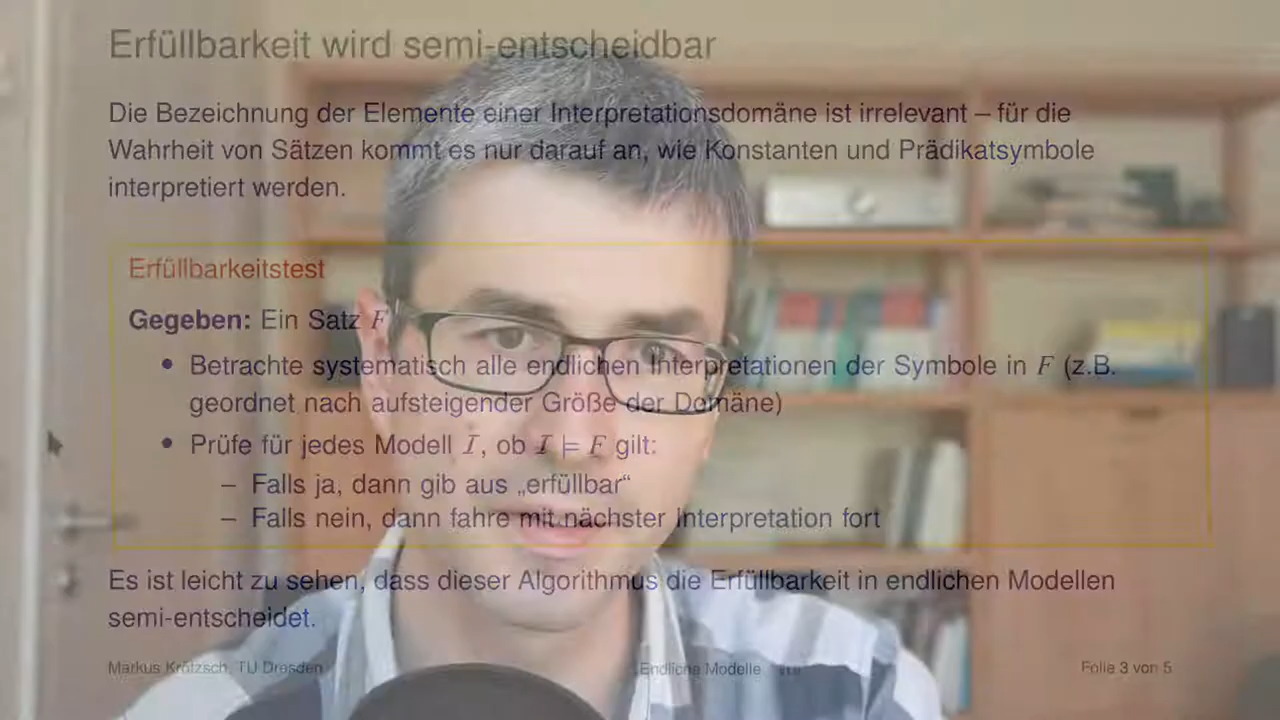 Erfüllbarkeit wird semi-entscheidbar
Die Bezeichnung der Elemente einer Interpretationsdomäne ist irrelevant – für die
Wahrheit von Sätzen kommt es nur darauf an, wie Konstanten und Prädikatsymbole
interpretiert werden.
Erfüllbarkeitstest
Gegeben: Ein Satz F
• Betrachte systematisch alle endlichen Interpretationen der Symbole in F (z.B.
geordnet nach aufsteigender Größe der Domäne)
• Prüfe für jedes Modell I, ob I ⊨ F gilt:
– Falls ja, dann gib aus „erfüllbar“
– Falls nein, dann fahre mit nächster Interpretation fort
Es ist leicht zu sehen, dass dieser Algorithmus die Erfüllbarkeit in endlichen Modellen
semi-entscheidet.
Markus Krötzsch, TU Dresden Endliche Modelle Folie 3 von 5